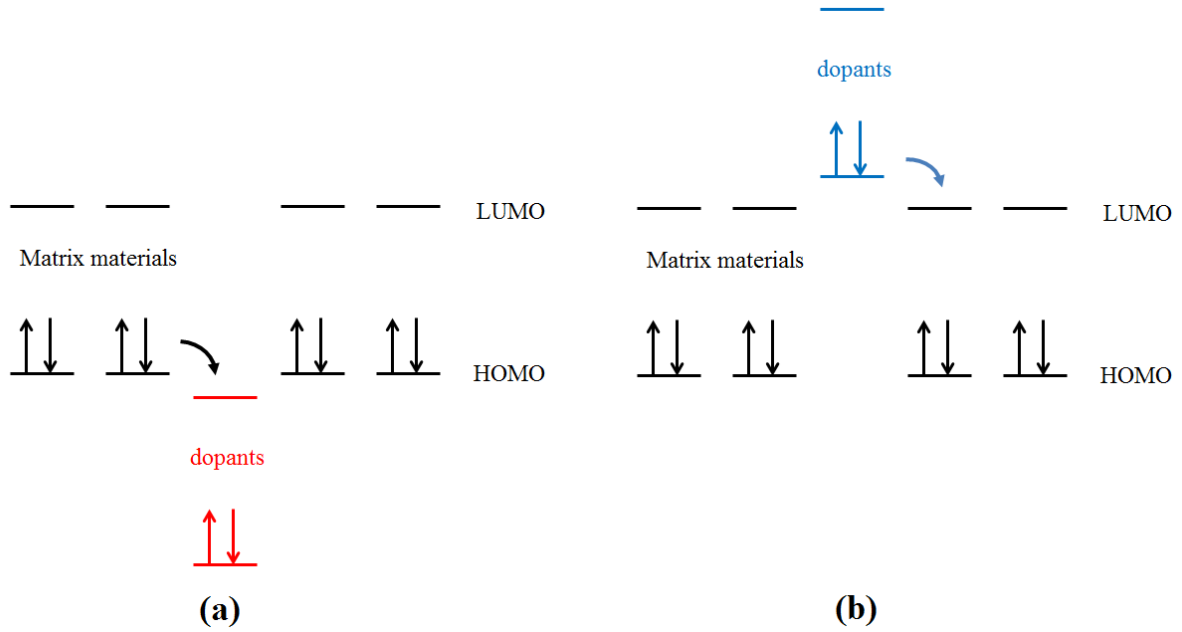 dopants
LUMO
LUMO
Matrix materials
Matrix materials
HOMO
HOMO
dopants
(a)
(b)